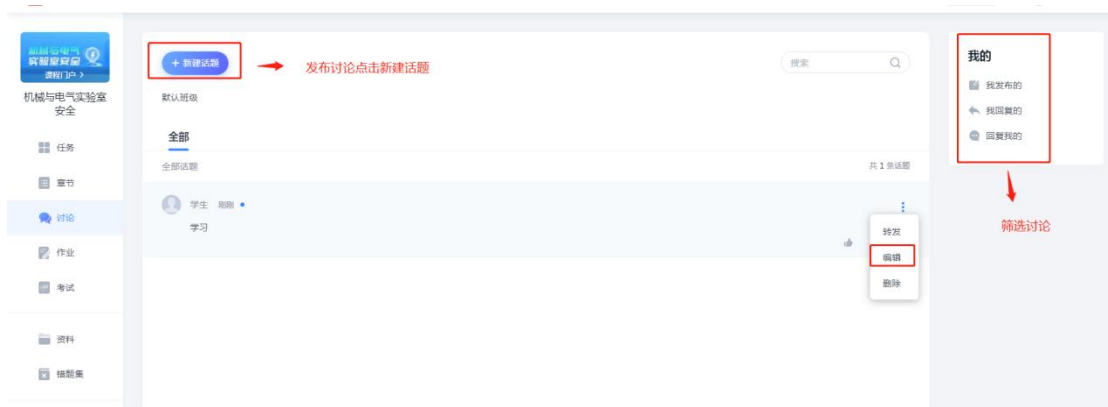 机械与电气
实验室安全
课程门户 >
机械与电气实验室
安全
任务
章节
讨论
作业
考试
资料
错题集
+ 新建话题
发布讨论点击新建话题
搜索
默认班级
全部
全部话题
共 1 条话题
学生 刚刚
学习
转发
编辑
删除
我的
我发布的
我回复的
回复我的
筛选讨论